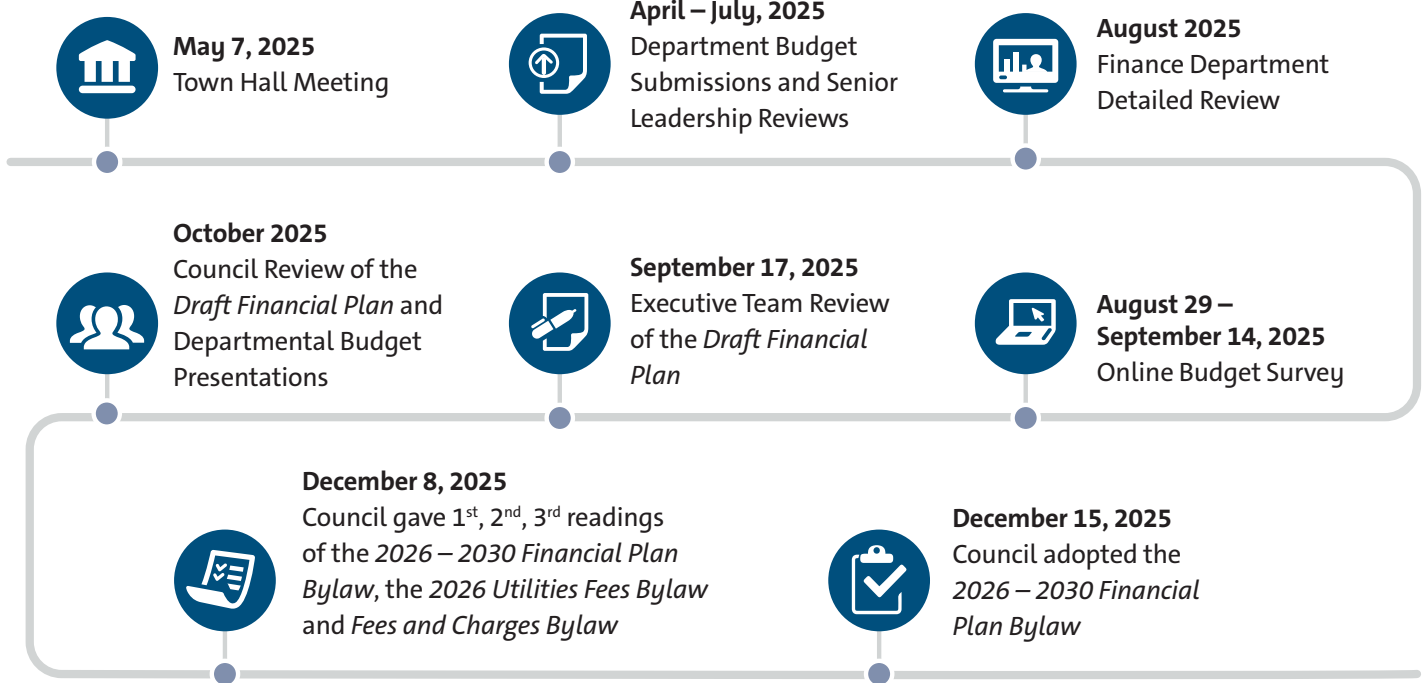 May 7, 2025
Town Hall Meeting
April – July, 2025
Department Budget
Submissions and Senior
Leadership Reviews
August 2025
Finance Department
Detailed Review
August 29 –
September 14, 2025
Online Budget Survey
September 17, 2025
Executive Team Review
of the Draft Financial
Plan
October 2025
Council Review of the
Draft Financial Plan and
Departmental Budget
Presentations
December 8, 2025
Council gave 1st, 2nd, 3rd readings
of the 2026 – 2030 Financial Plan
Bylaw, the 2026 Utilities Fees Bylaw
and Fees and Charges Bylaw
December 15, 2025
Council adopted the
2026 – 2030 Financial
Plan Bylaw